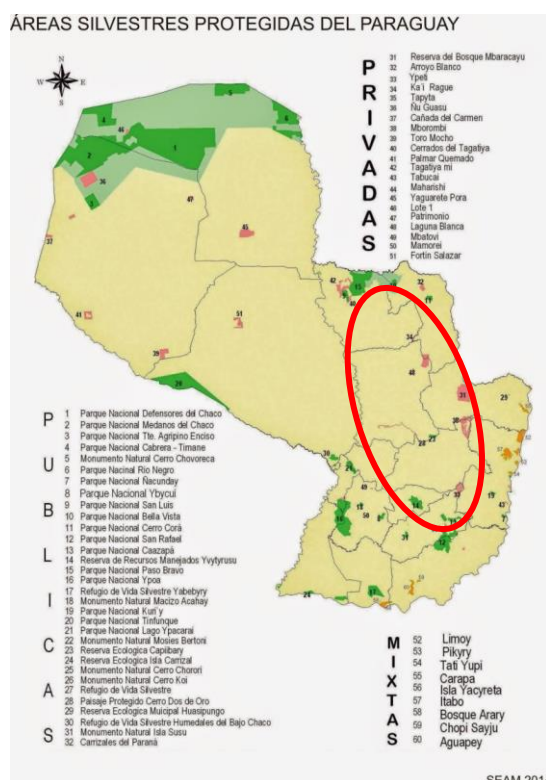 ÁREAS SILVESTRES PROTEGIDAS DEL PARAGUAY
N
W E
S
PRIVADAS
31 Reserva del Bosque Mbaracayu
32 Arroyo Blanco
33 Ypeti
34 Ka'i Rague
35 Tapyta
36 Ñu Guasu
37 Cañada del Carmen
38 Mborombi
39 Toro Mocho
40 Cerrados del Tagatiya
41 Palmar Quemado
42 Tagatiya mi
43 Tabucai
44 Maharishi
45 Yaguarete Pora
46 Lote 1
47 Patrimonio
48 Laguna Blanca
49 Mbatovi
50 Mamorei
51 Fortin Salazar
PUBLICAS
1 Parque Nacional Defensores del Chaco
2 Parque Nacional Medanos del Chaco
3 Parque Nacional Tte. Agripino Enciso
4 Parque Nacional Cabrera - Timane
5 Monumento Natural Cerro Chovoreca
6 Parque Nacinal Rio Negro
7 Parque Nacional Ñacunday
8 Parque Nacional Ybycui
9 Parque Nacional San Luis
10 Parque Nacional Bella Vista
11 Parque Nacional Cerro Corá
12 Parque Nacional San Rafael
13 Parque Nacional Caazapá
14 Reserva de Recursos Manejados Yvytyrusu
15 Parque Nacional Paso Bravo
16 Parque Nacional Ypoa
17 Refugio de Vida Silvestre Yabebyry
18 Monumento Natural Macizo Acahay
19 Parque Nacional Kuri'y
20 Parque Nacional Tinfunque
21 Parque Nacional Lago Ypacarai
22 Monumento Natural Mosies Bertoni
23 Reserva Ecologica Capiibary
24 Reserva Ecologica Isla Carrizal
25 Monumento Natural Cerro Chorori
26 Monumento Natural Cerro Koi
27 Refugio de Vida Silvestre
28 Paisaje Protegido Cerro Dos de Oro
29 Reserva Ecologica Muicipal Huasipungo
30 Refugio de Vida Silvestre Humedales del Bajo Chaco
31 Monumento Natural Isla Susu
32 Carrizales del Paraná
MIXTAS
52 Limoy
53 Pikyry
54 Tati Yupi
55 Carapa
56 Isla Yacyreta
57 Itabo
58 Bosque Arary
59 Chopi Sayju
60 Aguapey
SEAM 201